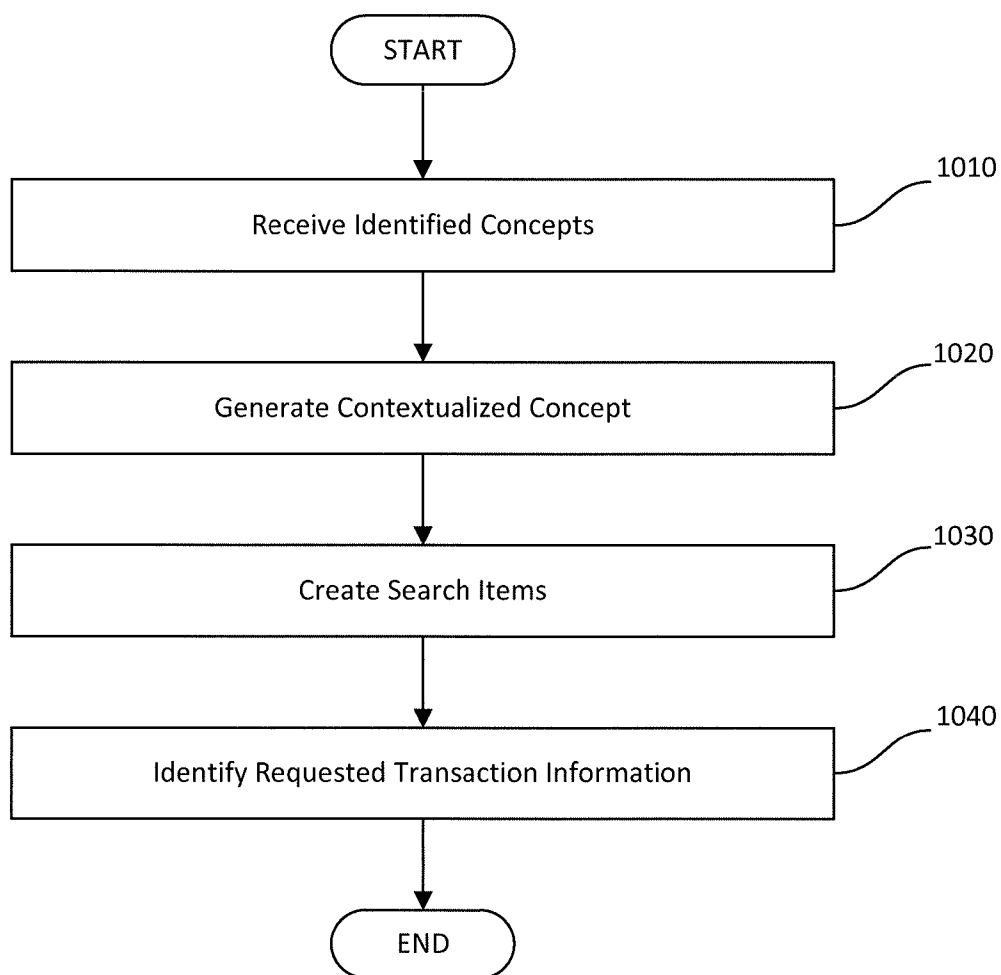 START
1010
Receive Identified Concepts
1020
Generate Contextualized Concept
1030
Create Search Items
1040
Identify Requested Transaction Information
END